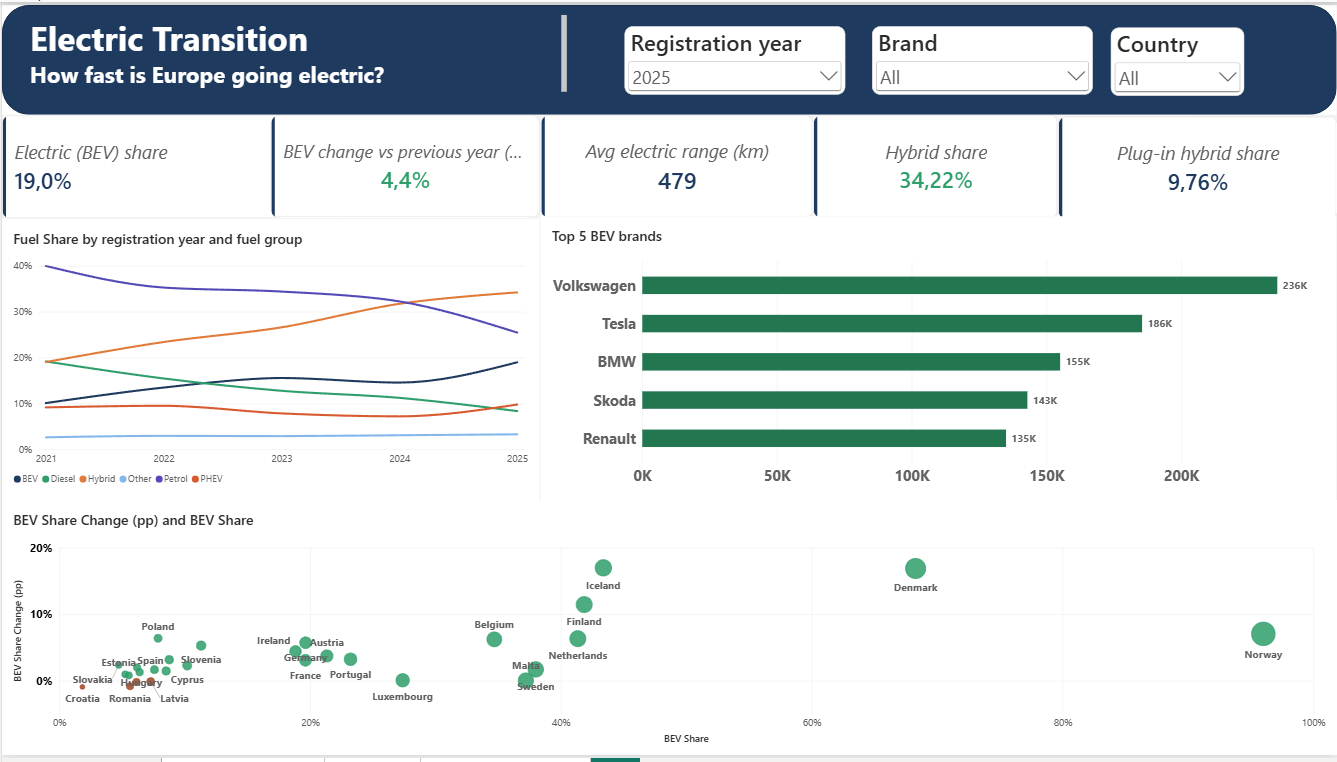 Electric Transition
How fast is Europe going electric?
Registration year
2025
Brand
All
Country
All
Electric (BEV) share
19,0%
BEV change vs previous year (...
4,4%
Avg electric range (km)
479
Hybrid share
34,22%
Plug-in hybrid share
9,76%
Fuel Share by registration year and fuel group
40%
30%
20%
10%
0%
2021
2022
2023
2024
2025
BEV
Diesel
Hybrid
Other
Petrol
PHEV
Top 5 BEV brands
Volkswagen
236K
Tesla
186K
BMW
155K
Skoda
143K
Renault
135K
0K
50K
100K
150K
200K
BEV Share Change (pp) and BEV Share
BEV Share Change (pp)
20%
10%
0%
Iceland
Denmark
Finland
Norway
Belgium
Netherlands
Poland
Ireland
Austria
Germany
France
Portugal
Malta
Sweden
Luxembourg
Estonia
Spain
Slovenia
Slovakia
Hungary
Cyprus
Croatia
Romania
Latvia
0%
20%
40%
60%
80%
100%
BEV Share